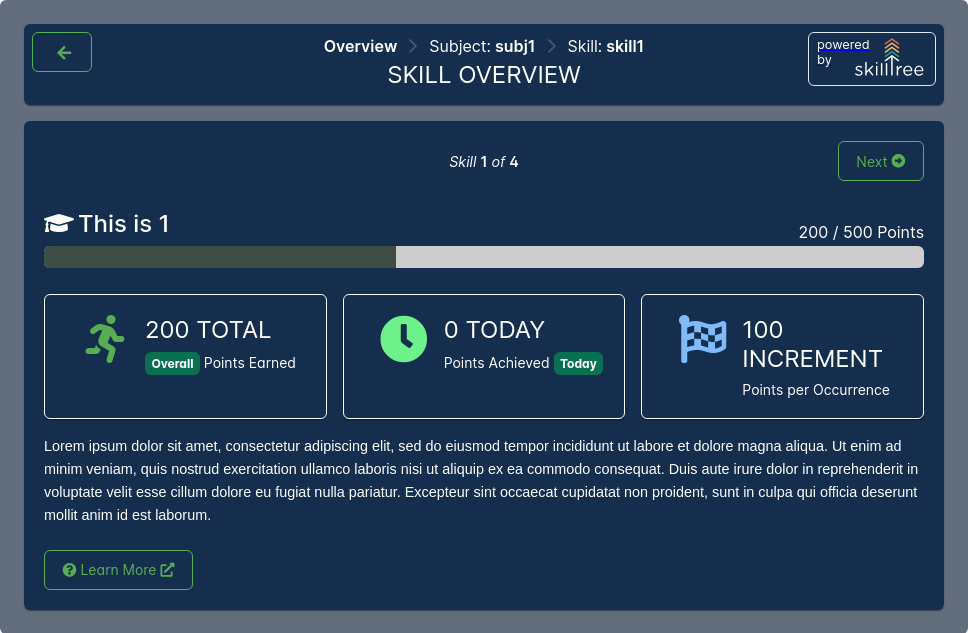 Overview Subject: subj1 Skill: skill1
SKILL OVERVIEW
powered
by
skilltree
Skill 1 of 4
Next
This is 1
200 / 500 Points
200 TOTAL
Overall Points Earned
0 TODAY
Points Achieved Today
100
INCREMENT
Points per Occurrence
Lorem ipsum dolor sit amet, consectetur adipiscing elit, sed do eiusmod tempor incididunt ut labore et dolore magna aliqua. Ut enim ad
minim veniam, quis nostrud exercitation ullamco laboris nisi ut aliquip ex ea commodo consequat. Duis aute irure dolor in reprehenderit in
voluptate velit esse cillum dolore eu fugiat nulla pariatur. Excepteur sint occaecat cupidatat non proident, sunt in culpa qui officia deserunt
mollit anim id est laborum.
Learn More